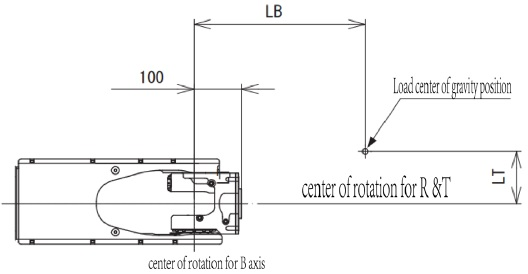 LB
100
Load center of gravity position
center of rotation for R &T
LT
center of rotation for B axis